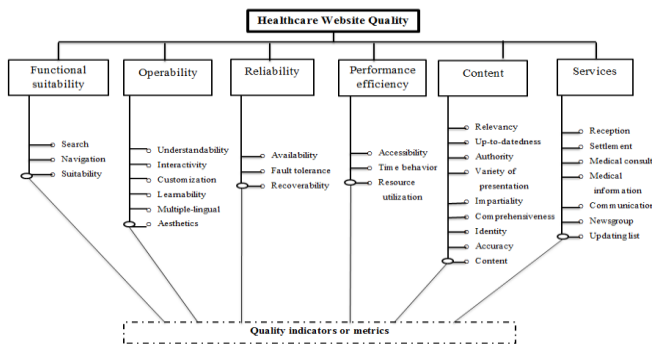 Healthcare Website Quality
Functional
suitability
Operability
Reliability
Performance
efficiency
Content
Services
Search
Navigation
Suitability
Understandability
Interactivity
Customization
Learnability
Multiple-lingual
Aesthetics
Availability
Fault tolerance
Recoverability
Accessibility
Time behavior
Resource
utilization
Relevancy
Up-to-datedness
Authority
Variety of
presentation
Impartiality
Comprehensiveness
Identity
Accuracy
Content
Reception
Settlement
Medical consult
Medical
information
Communication
Newsgroup
Updating list
Quality indicators or metrics